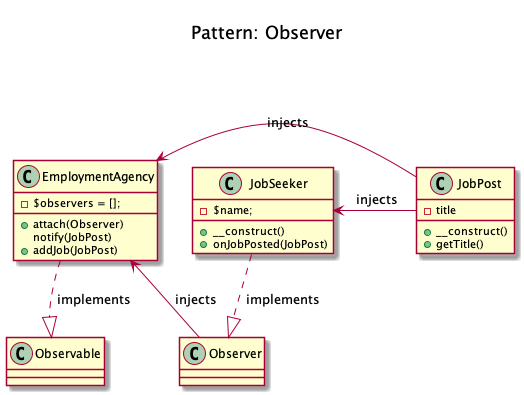 Pattern: Observer
injects
C EmploymentAgency
$observers = [];
attach(Observer)
notify(JobPost)
addJob(JobPost)
C JobSeeker
$name;
__construct()
onJobPosted(JobPost)
injects
C JobPost
title
__construct()
getTitle()
implements
injects
implements
C Observable
C Observer